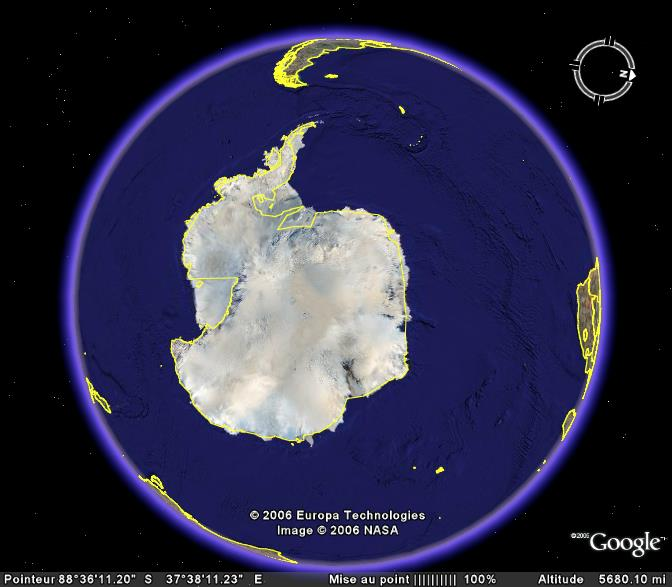 N
© 2006 Europa Technologies
Image © 2006 NASA
©2006 Google™
Pointeur 88°36'11.20" S 37°38'11.23" E Mise au point |||||||||| 100% Altitude 5680.10 mi